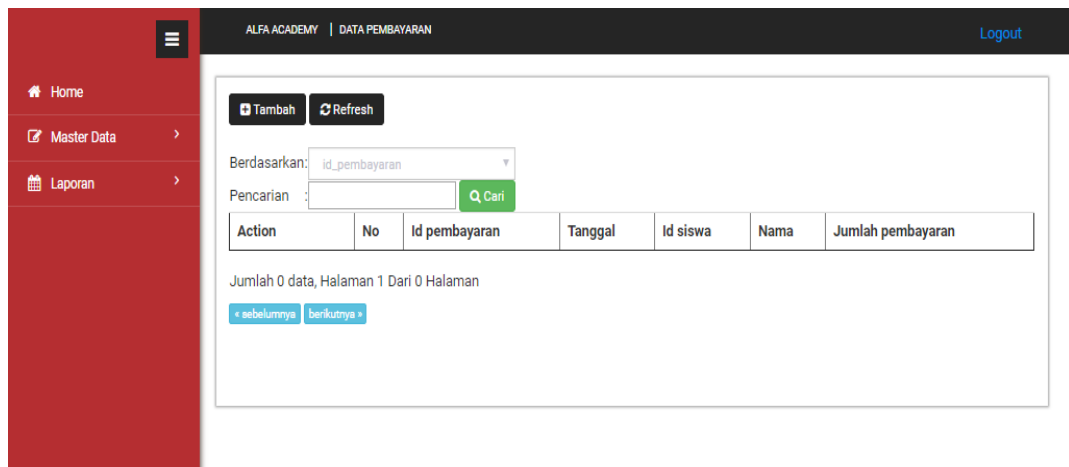 ALFA ACADEMY | DATA PEMBAYARAN
Logout
Home
Master Data
Laporan
Tambah Refresh
Berdasarkan: id_pembayaran
Pencarian : Cari
Action No Id pembayaran Tanggal Id siswa Nama Jumlah pembayaran
Jumlah 0 data, Halaman 1 Dari 0 Halaman
« sebelumnya berikutnya »